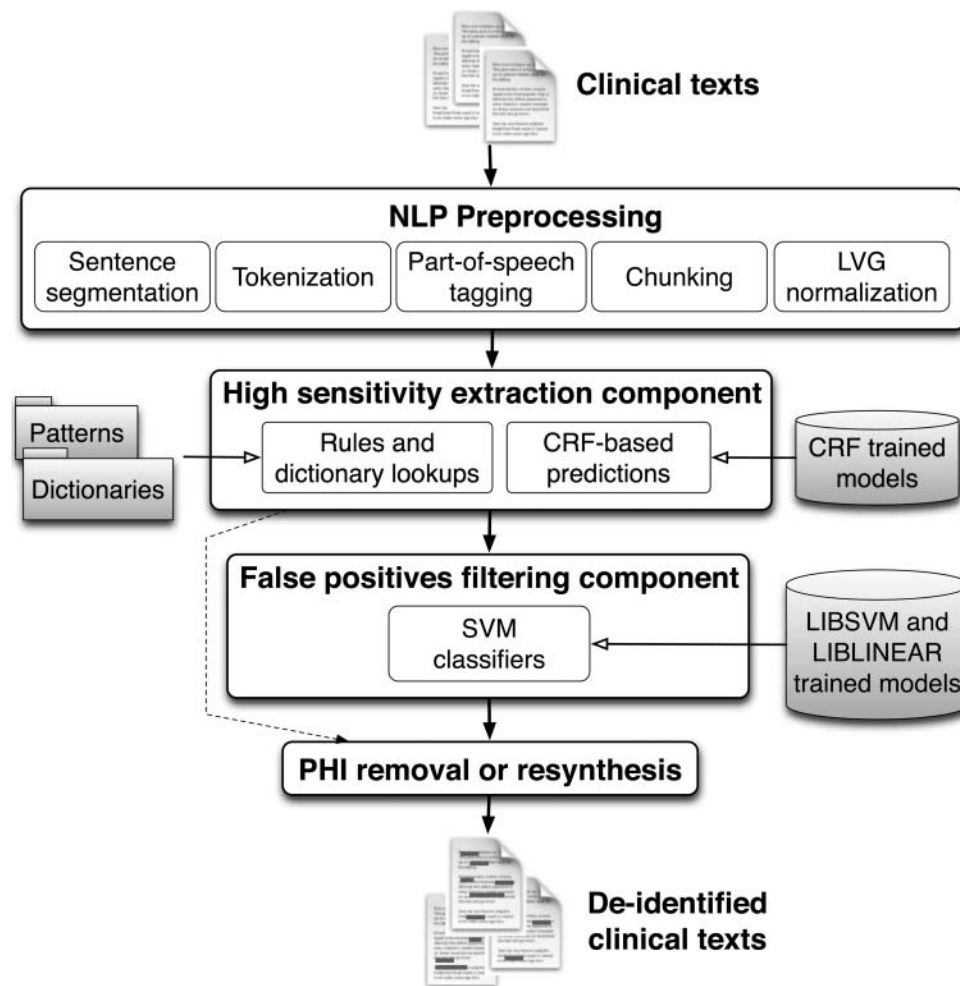 Clinical texts
NLP Preprocessing
Sentence
segmentation
Tokenization
Part-of-speech
tagging
Chunking
LVG
normalization
High sensitivity extraction component
Patterns
Dictionaries
Rules and
dictionary lookups
CRF-based
predictions
CRF trained
models
False positives filtering component
SVM
classifiers
LIBSVM and
LIBLINEAR
trained models
PHI removal or resynthesis
De-identified
clinical texts